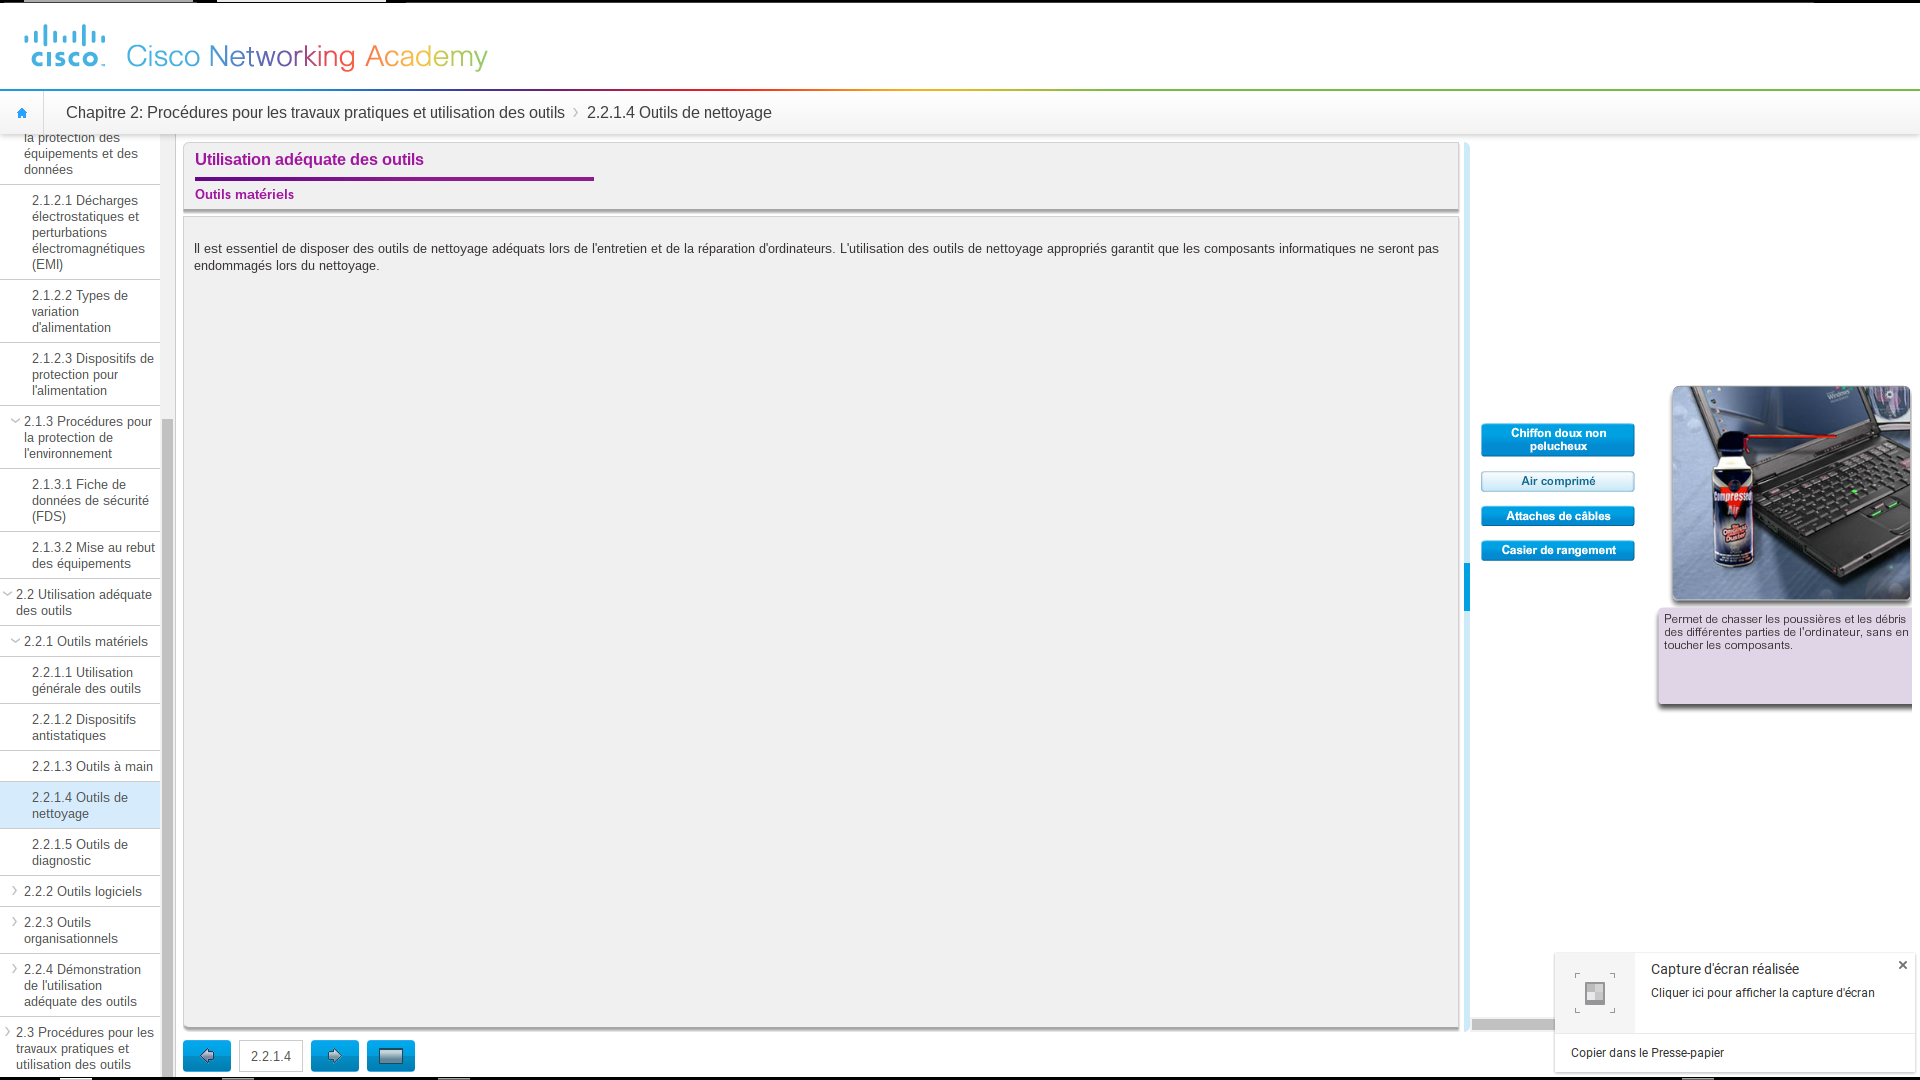 cisco
Cisco Networking Academy
Chapitre 2: Procédures pour les travaux pratiques et utilisation des outils
2.2.1.4 Outils de nettoyage
la protection des
équipements et des
données
2.1.2.1 Décharges
électrostatiques et
perturbations
électromagnétiques
(EMI)
2.1.2.2 Types de
variation
d'alimentation
2.1.2.3 Dispositifs de
protection pour
l'alimentation
2.1.3 Procédures pour
la protection de
l'environnement
2.1.3.1 Fiche de
données de sécurité
(FDS)
2.1.3.2 Mise au rebut
des équipements
2.2 Utilisation adéquate
des outils
2.2.1 Outils matériels
2.2.1.1 Utilisation
générale des outils
2.2.1.2 Dispositifs
antistatiques
2.2.1.3 Outils à main
2.2.1.4 Outils de
nettoyage
2.2.1.5 Outils de
diagnostic
2.2.2 Outils logiciels
2.2.3 Outils
organisationnels
2.2.4 Démonstration
de l'utilisation
adéquate des outils
2.3 Procédures pour les
travaux pratiques et
utilisation des outils
Utilisation adéquate des outils
Outils matériels
Il est essentiel de disposer des outils de nettoyage adéquats lors de l'entretien et de la réparation d'ordinateurs. L'utilisation des outils de nettoyage appropriés garantit que les composants informatiques ne seront pas
endommagés lors du nettoyage.
2.2.1.4
Chiffon doux non
pelucheux
Air comprimé
Attaches de câbles
Casier de rangement
Compressed
Air
Duster
Permet de chasser les poussières et les débris
des différentes parties de l'ordinateur, sans en
toucher les composants.
Capture d'écran réalisée
Cliquer ici pour afficher la capture d'écran
Copier dans le Presse-papier